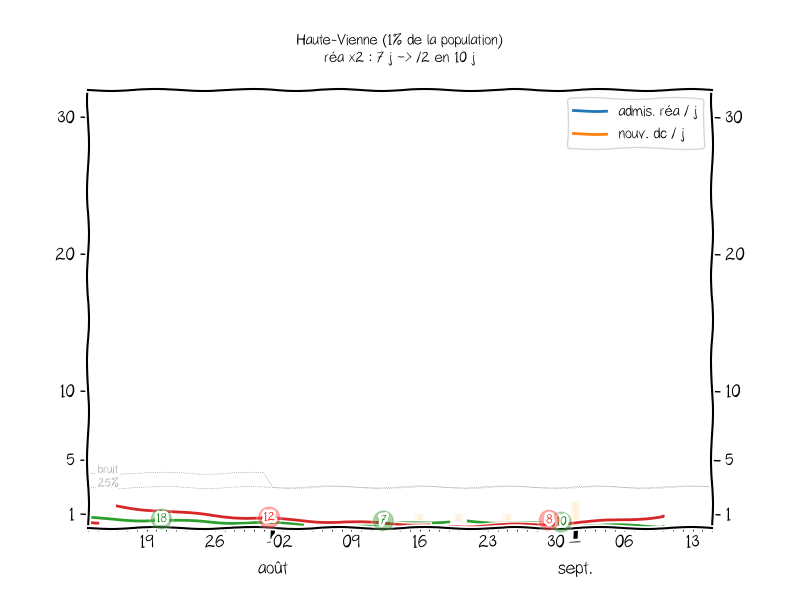 Haute-Vienne (1% de la population)
réa x2 : 7 j -> /2 en 10 j
admis. réa / j
nouv. dc / j
30 30
20 20
10 10
5 5
1 1
bruit
25%
18 12 7 8 10
19 26 02 09 16 23 30 06 13
août sept.